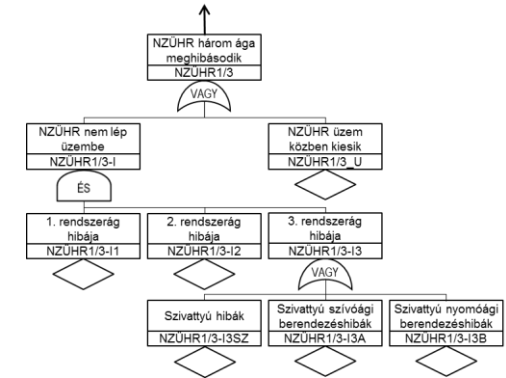 NZÜHR három ága
meghibásodik
NZÜHR1/3
VAGY
NZÜHR nem lép
üzembe
NZÜHR1/3-I
NZÜHR üzem
közben kiesik
NZÜHR1/3_U
ÉS
1. rendszerág
hibája
NZÜHR1/3-I1
2. rendszerág
hibája
NZÜHR1/3-I2
3. rendszerág
hibája
NZÜHR1/3-I3
VAGY
Szivattyú hibák
NZÜHR1/3-I3SZ
Szivattyú szívóági
berendezéshibák
NZÜHR1/3-I3A
Szivattyú nyomóági
berendezéshibák
NZÜHR1/3-I3B